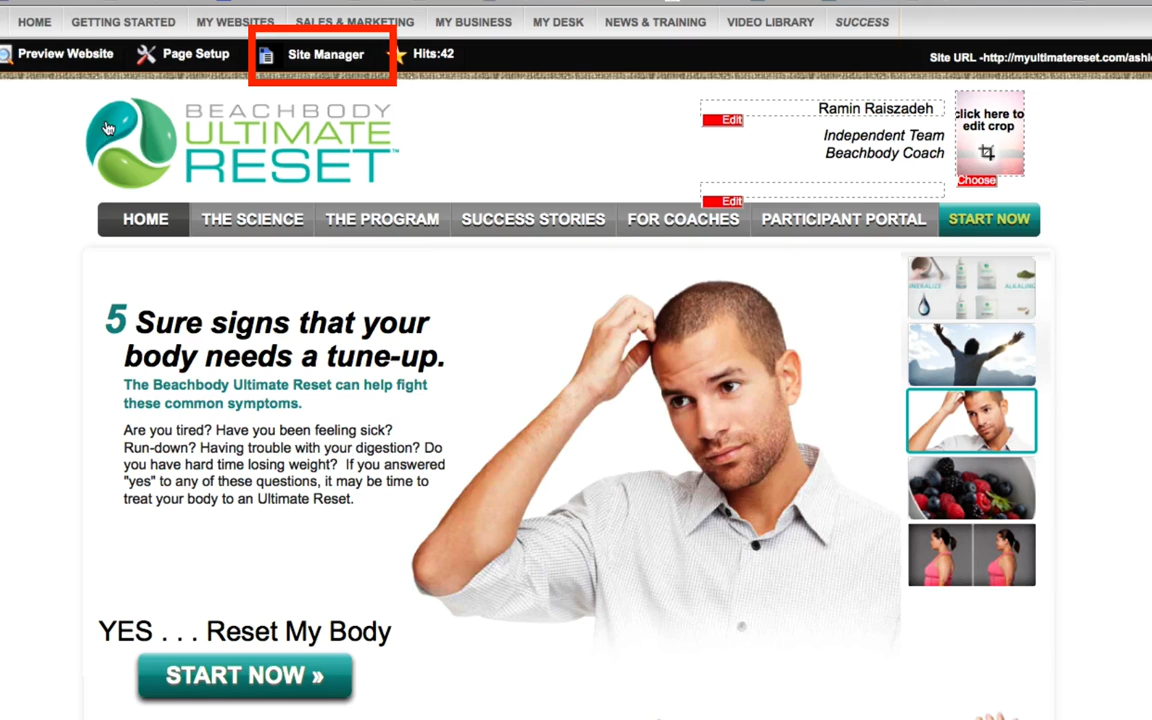 HOME GETTING STARTED MY WEBSITES SALES & MARKETING MY BUSINESS MY DESK NEWS & TRAINING VIDEO LIBRARY SUCCESS
Preview Website Page Setup Site Manager Hits:42 Site URL -http://myultimatereset.com/ashle
BEACHBODY
ULTIMATE
RESET™
Ramin Raiszadeh
Edit
Independent Team
Beachbody Coach
Edit
click here to
edit crop
Choose
HOME THE SCIENCE THE PROGRAM SUCCESS STORIES FOR COACHES PARTICIPANT PORTAL START NOW
5 Sure signs that your
body needs a tune-up.
The Beachbody Ultimate Reset can help fight
these common symptoms.
Are you tired? Have you been feeling sick?
Run-down? Having trouble with your digestion? Do
you have hard time losing weight? If you answered
"yes" to any of these questions, it may be time to
treat your body to an Ultimate Reset.
YES . . . Reset My Body
START NOW »